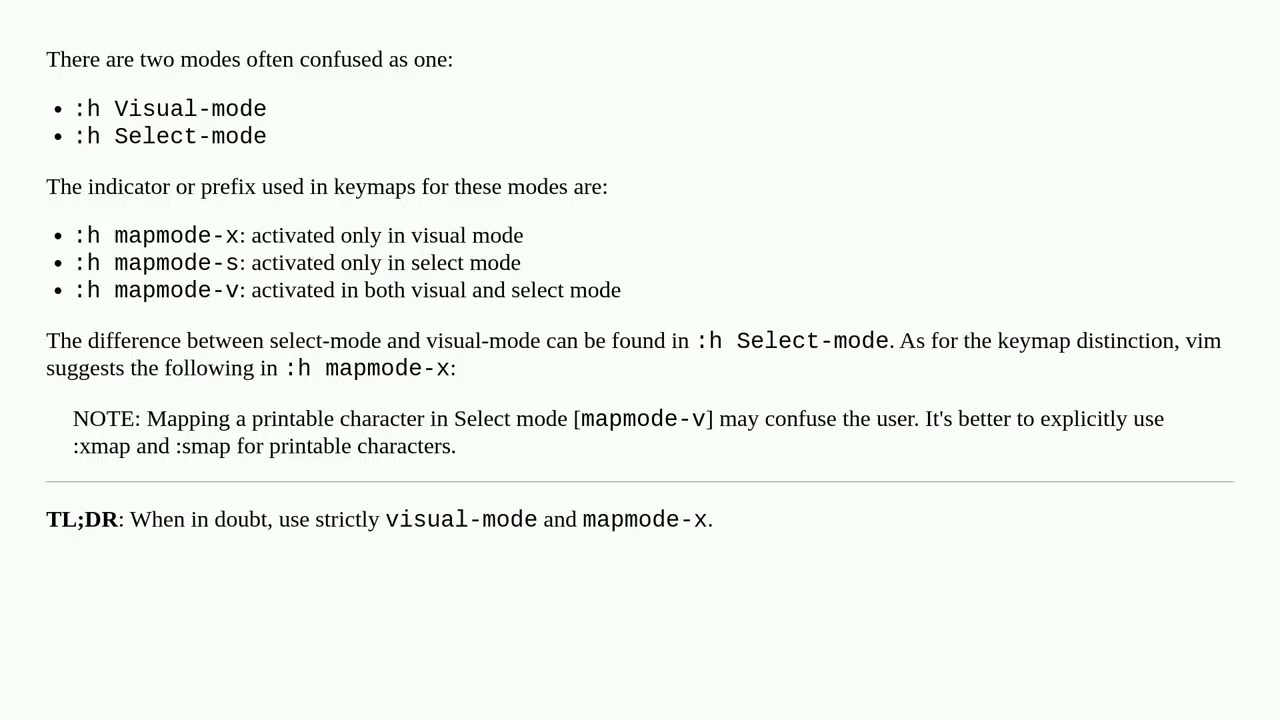 There are two modes often confused as one:
• :h Visual-mode
• :h Select-mode
The indicator or prefix used in keymaps for these modes are:
• :h mapmode-x: activated only in visual mode
• :h mapmode-s: activated only in select mode
• :h mapmode-v: activated in both visual and select mode
The difference between select-mode and visual-mode can be found in :h Select-mode. As for the keymap distinction, vim
suggests the following in :h mapmode-x:
NOTE: Mapping a printable character in Select mode [mapmode-v] may confuse the user. It's better to explicitly use
:xmap and :smap for printable characters.
TL;DR: When in doubt, use strictly visual-mode and mapmode-x.